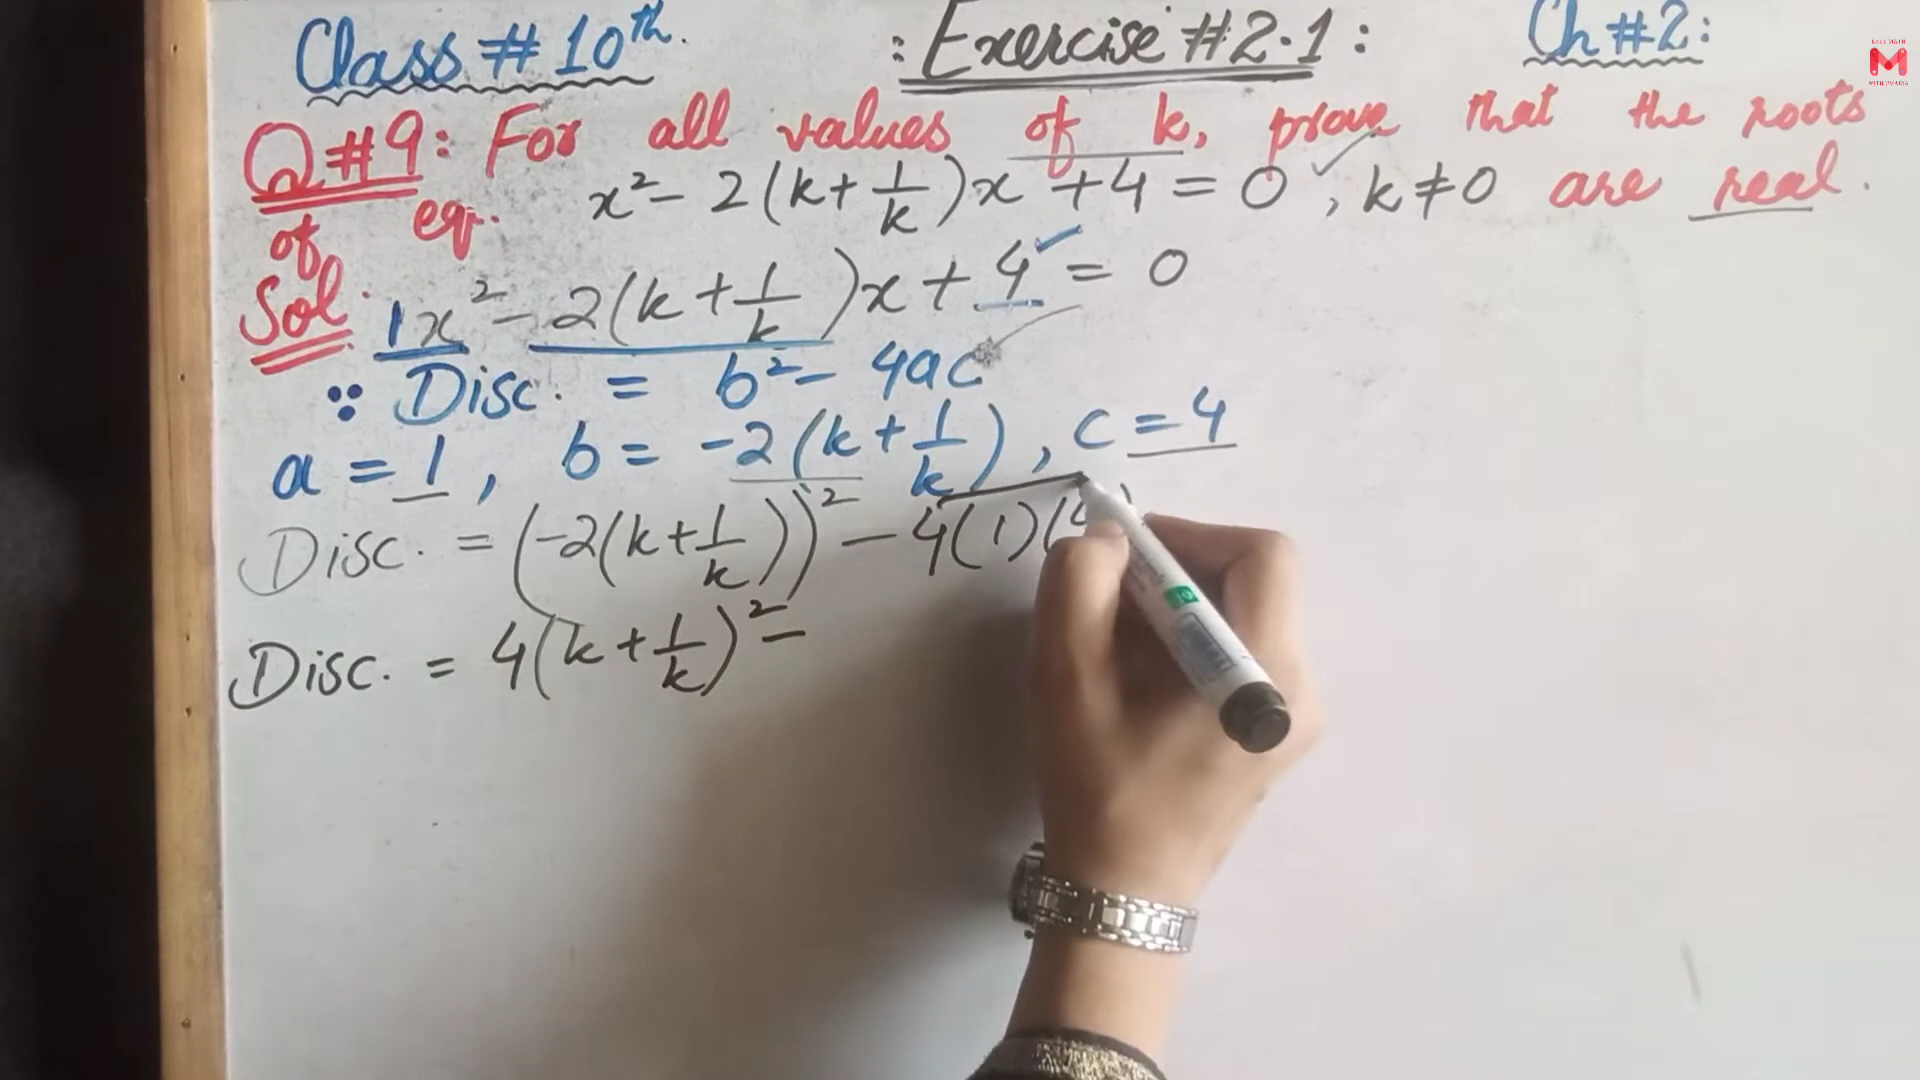 Class # 10th. : Exercise # 2.1 : Ch # 2:
Q#9: For all values of k, prove that the roots
of eq. x² - 2(k + 1/k)x + 4 = 0 , k ≠ 0 are real.
Sol: 1x² - 2(k + 1/k)x + 4 = 0
∵ Disc. = b² - 4ac
a = 1 , b = -2(k + 1/k) , c = 4
Disc. = (-2(k + 1/k))² - 4(1)(4)
Disc. = 4(k + 1/k)² -
M